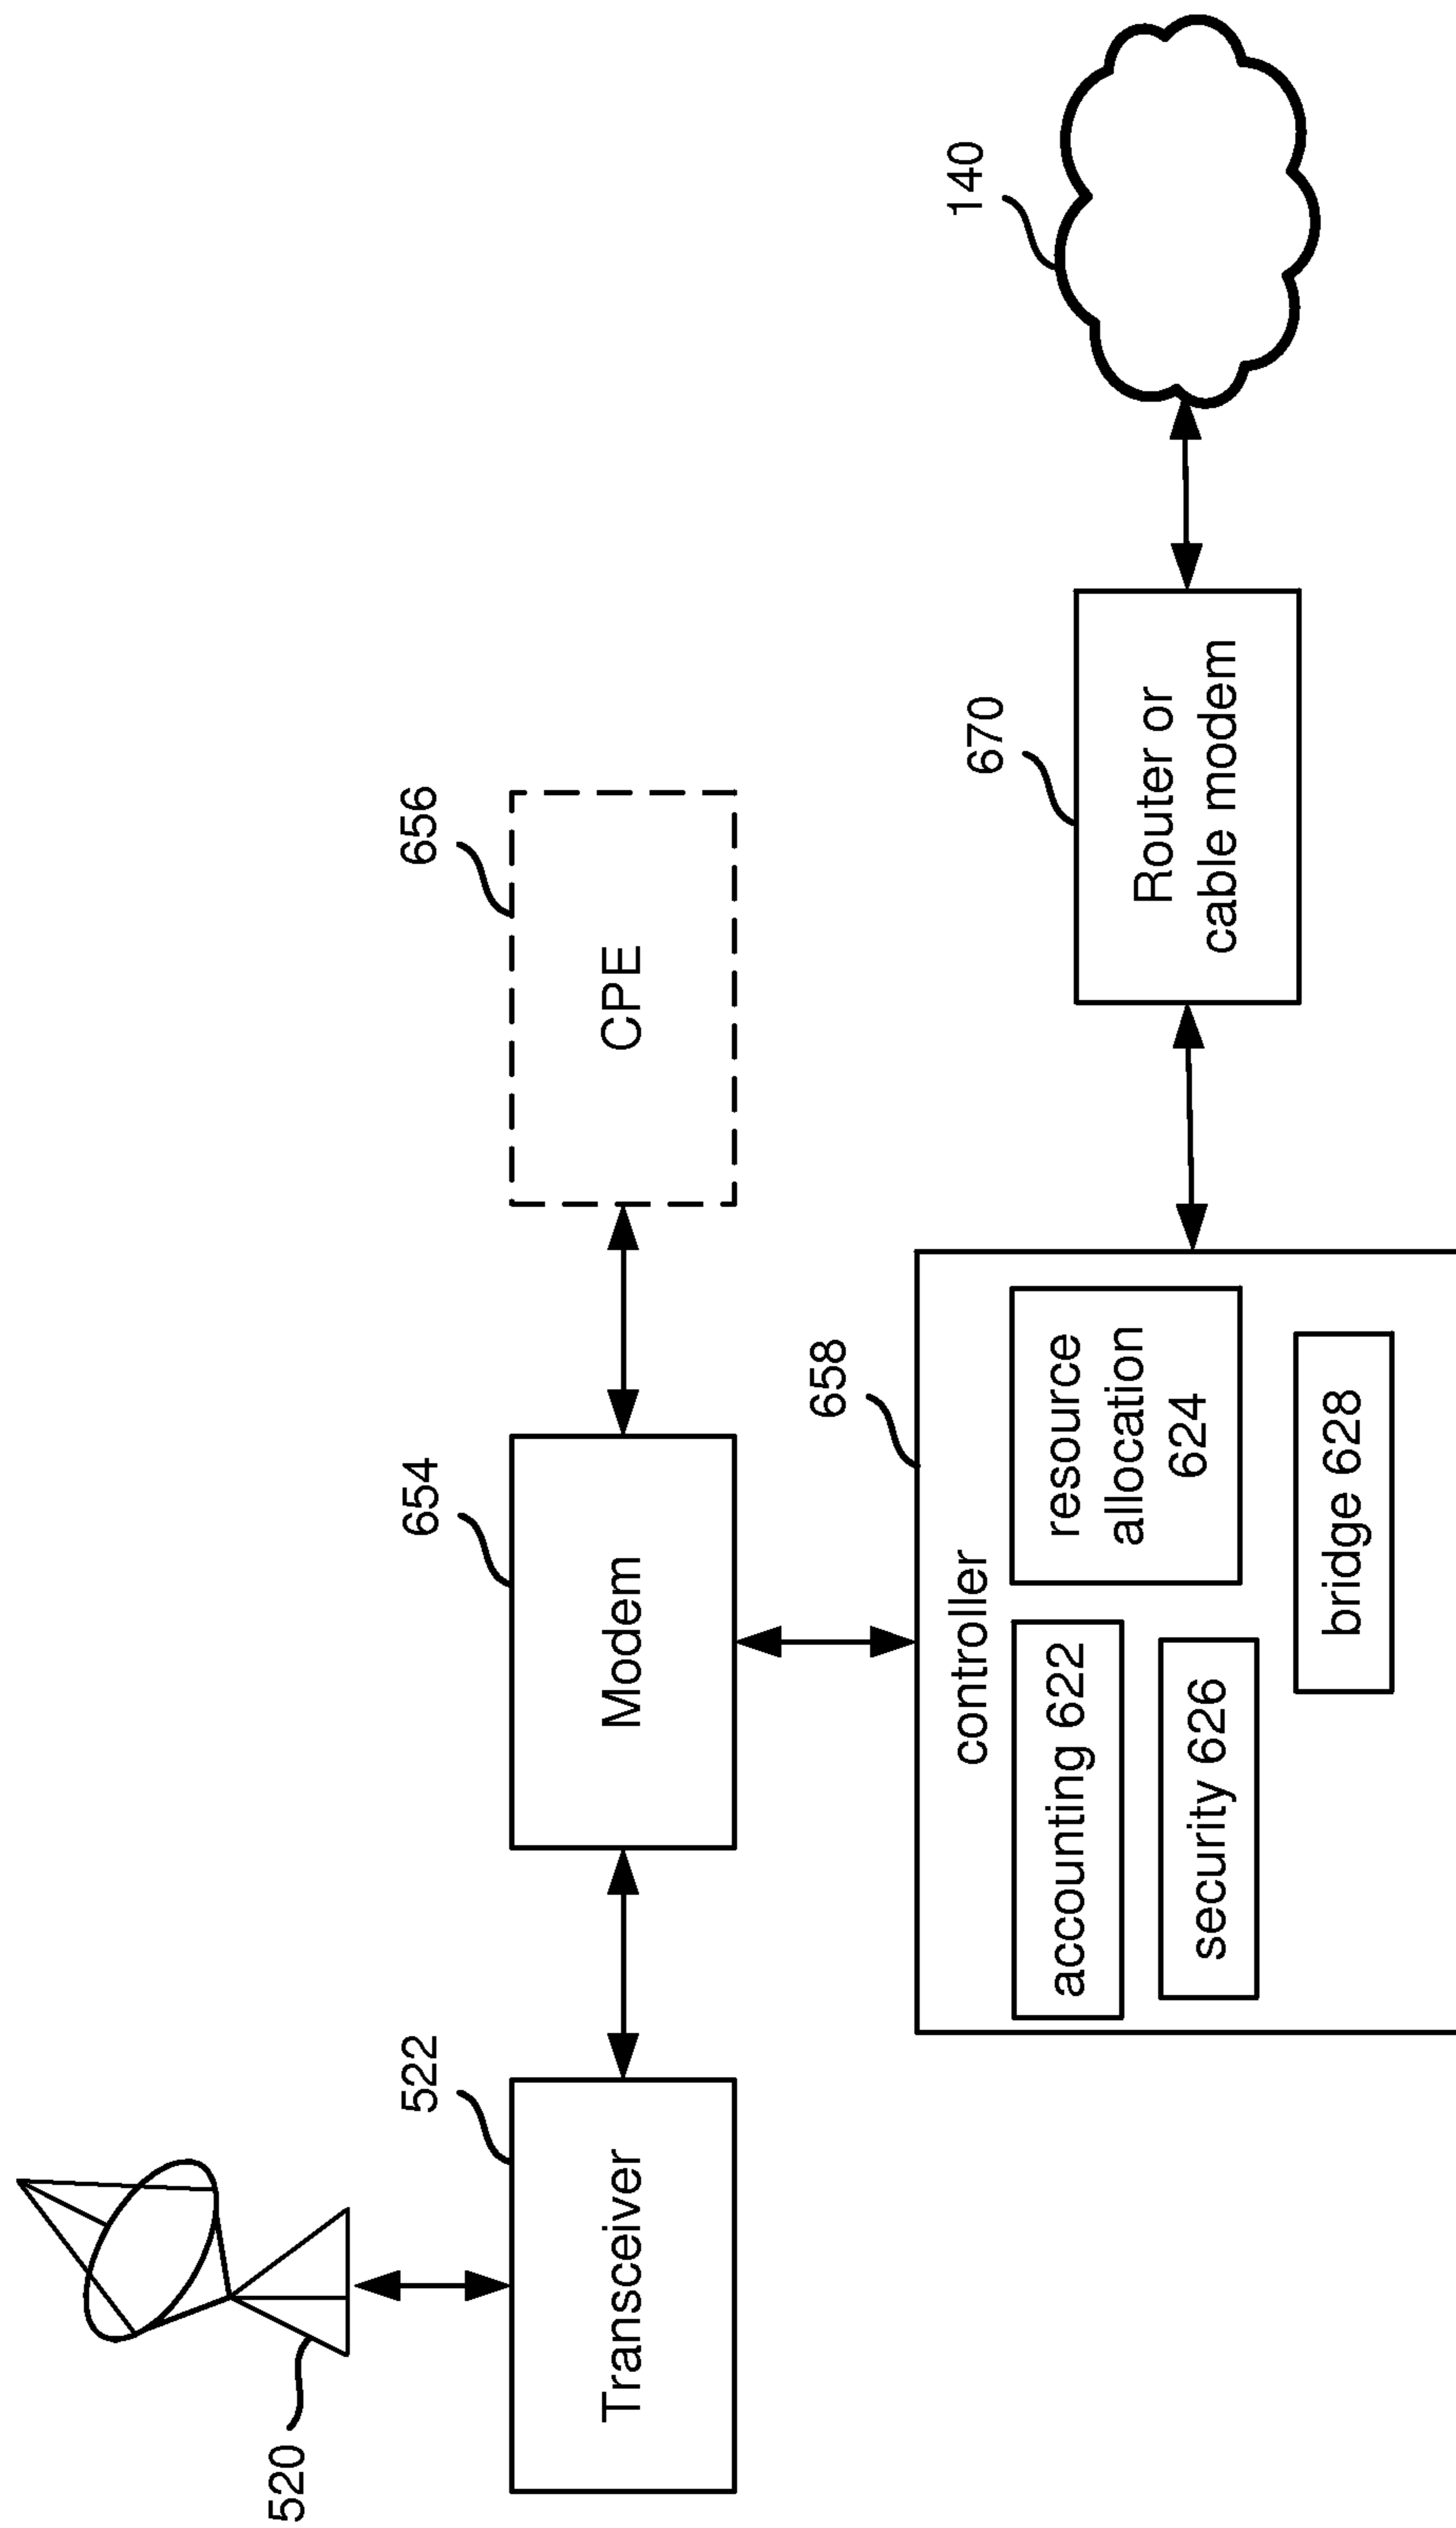 520
522
Transceiver
654
Modem
656
CPE
658
controller
accounting 622
resource
allocation
624
security 626
bridge 628
670
Router or
cable modem
140